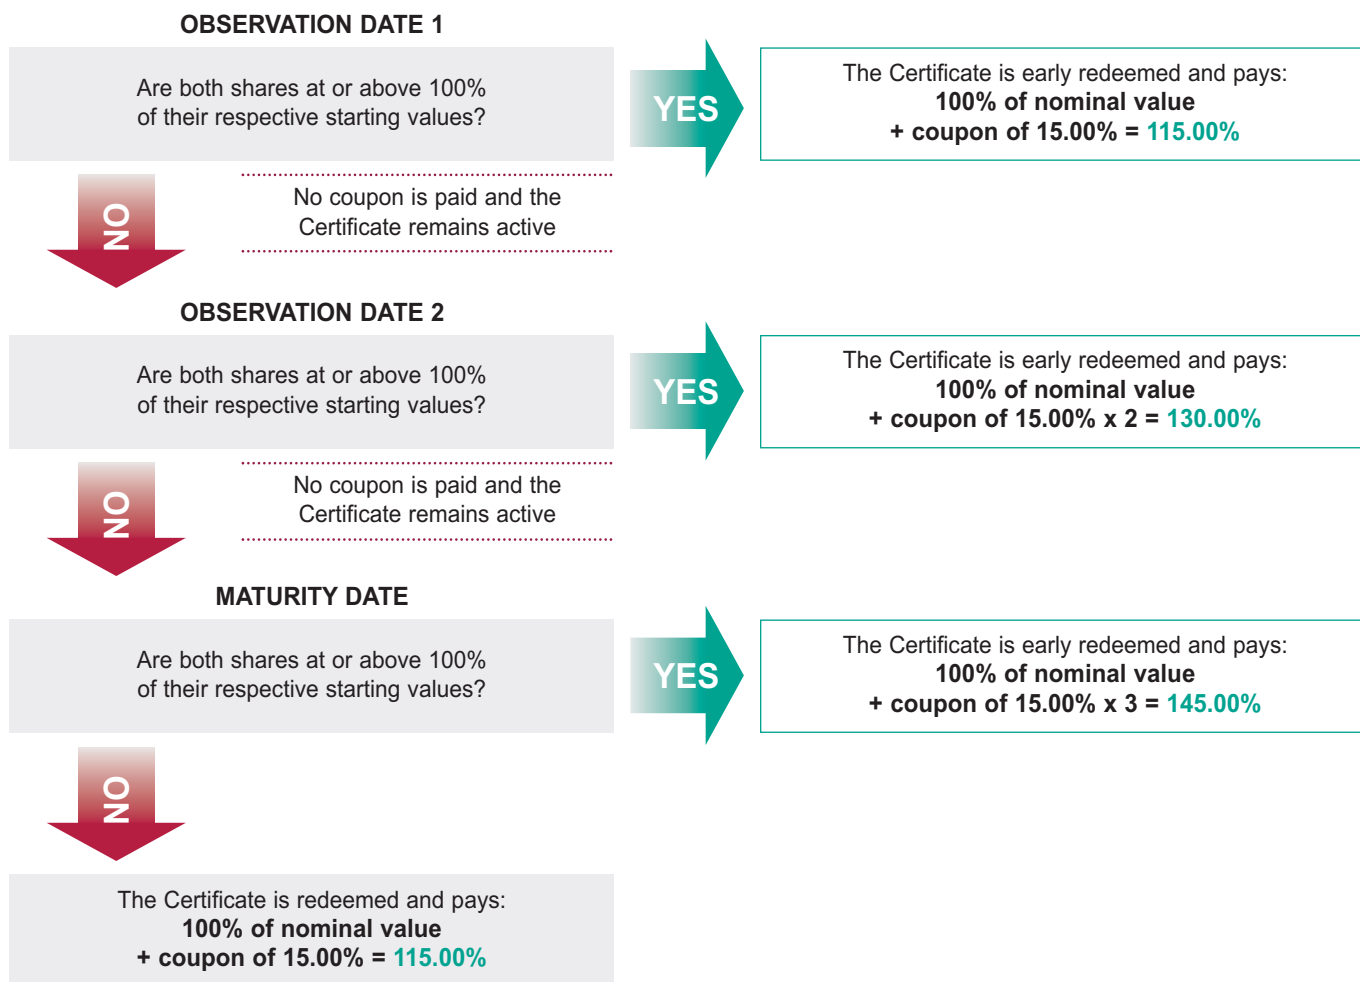 OBSERVATION DATE 1
Are both shares at or above 100%
of their respective starting values?
YES
The Certificate is early redeemed and pays:
100% of nominal value
+ coupon of 15.00% = 115.00%
NO
No coupon is paid and the
Certificate remains active
OBSERVATION DATE 2
Are both shares at or above 100%
of their respective starting values?
YES
The Certificate is early redeemed and pays:
100% of nominal value
+ coupon of 15.00% x 2 = 130.00%
NO
No coupon is paid and the
Certificate remains active
MATURITY DATE
Are both shares at or above 100%
of their respective starting values?
YES
The Certificate is early redeemed and pays:
100% of nominal value
+ coupon of 15.00% x 3 = 145.00%
NO
The Certificate is redeemed and pays:
100% of nominal value
+ coupon of 15.00% = 115.00%